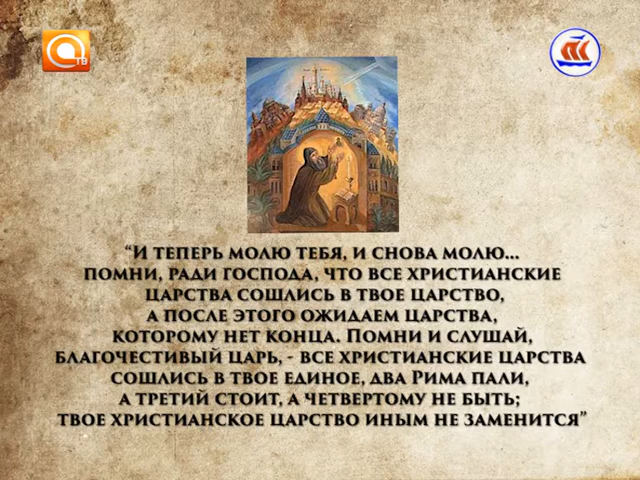 ТВ
“И теперь молю тебя, и снова молю...
помни, ради господа, что все христианские
царства сошлись в твое царство,
а после этого ожидаем царства,
которому нет конца. Помни и слушай,
благочестивый царь, - все христианские царства
сошлись в твое единое, два Рима пали,
а третий стоит, а четвертому не быть;
твое христианское царство иным не заменится”